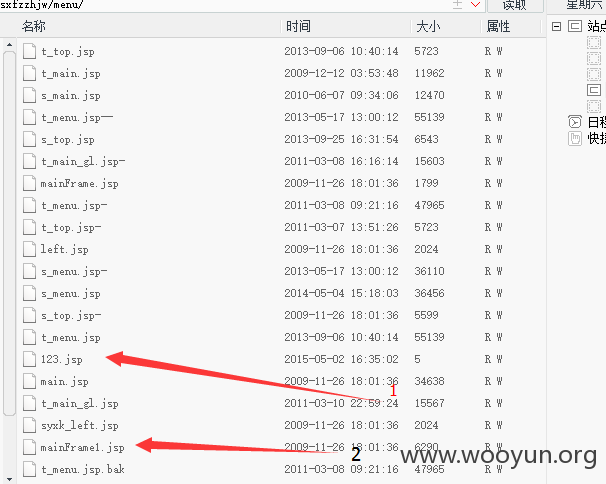 sxfzzhjw/menu/ 读取 星期六
名称 时间 大小 属性 站点
t_top.jsp 2013-09-06 10:40:14 5723 R W
t_main.jsp 2009-12-12 03:53:48 11962 R W
s_main.jsp 2010-06-07 09:34:06 12470 R W
t_menu.jsp-- 2013-05-17 13:00:12 55139 R W
s_top.jsp 2013-09-25 16:31:54 6543 R W
t_main_gl.jsp- 2011-03-08 16:16:14 15603 R W
mainFrame.jsp 2009-11-26 18:01:36 1799 R W
t_menu.jsp- 2011-03-08 09:21:16 47965 R W
t_top.jsp- 2011-03-07 13:51:26 5723 R W
left.jsp 2009-11-26 18:01:36 2024 R W
s_menu.jsp- 2013-05-17 13:00:12 36110 R W
s_menu.jsp 2014-05-04 15:18:03 36456 R W
s_top.jsp- 2009-11-26 18:01:36 5599 R W
t_menu.jsp 2013-09-06 10:40:14 55139 R W
123.jsp 2015-05-02 16:35:02 5 R W
main.jsp 2009-11-26 18:01:36 34638 R W
1
t_main_gl.jsp 2011-03-10 22:59:24 15567 R W
syxk_left.jsp 2009-11-26 18:01:36 2024 R W
mainFrame1.jsp 2009-11-26 18:01:36 6290 R W
2
t_menu.jsp.bak 2011-03-08 09:21:16 47965 R W
日程
快捷
www.wooyun.org